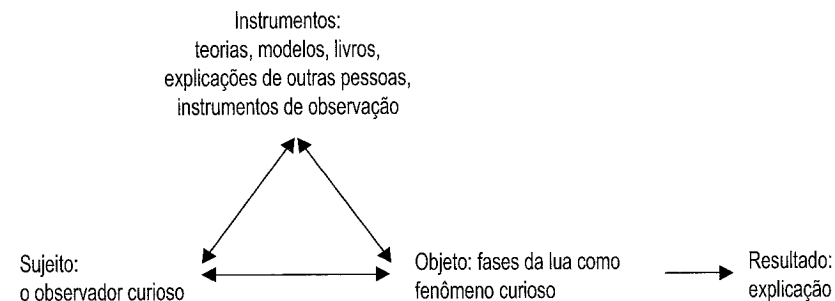 Instrumentos:
teorias, modelos, livros,
explicações de outras pessoas,
instrumentos de observação
Sujeito:
o observador curioso
Objeto: fases da lua como
fenômeno curioso
Resultado:
explicação